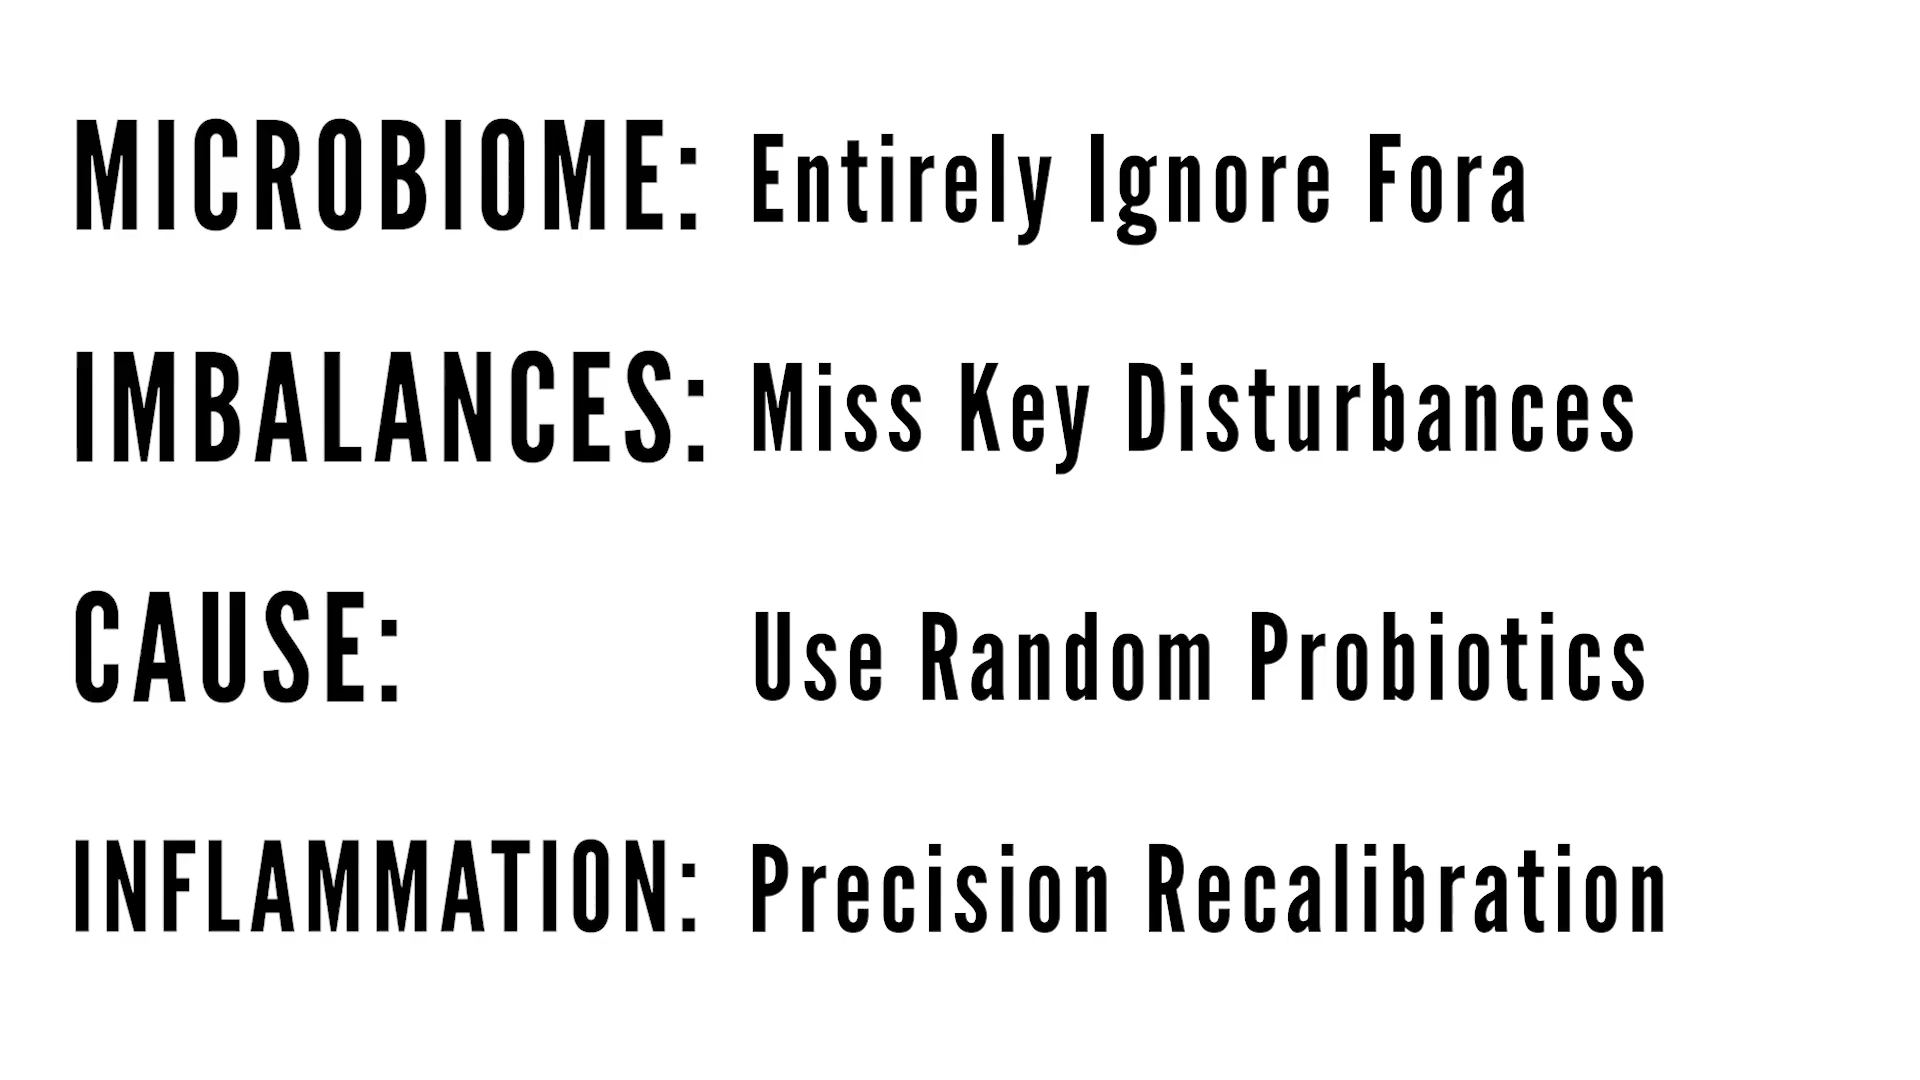 MICROBIOME: Entirely Ignore Fora
IMBALANCES: Miss Key Disturbances
CAUSE: Use Random Probiotics
INFLAMMATION: Precision Recalibration